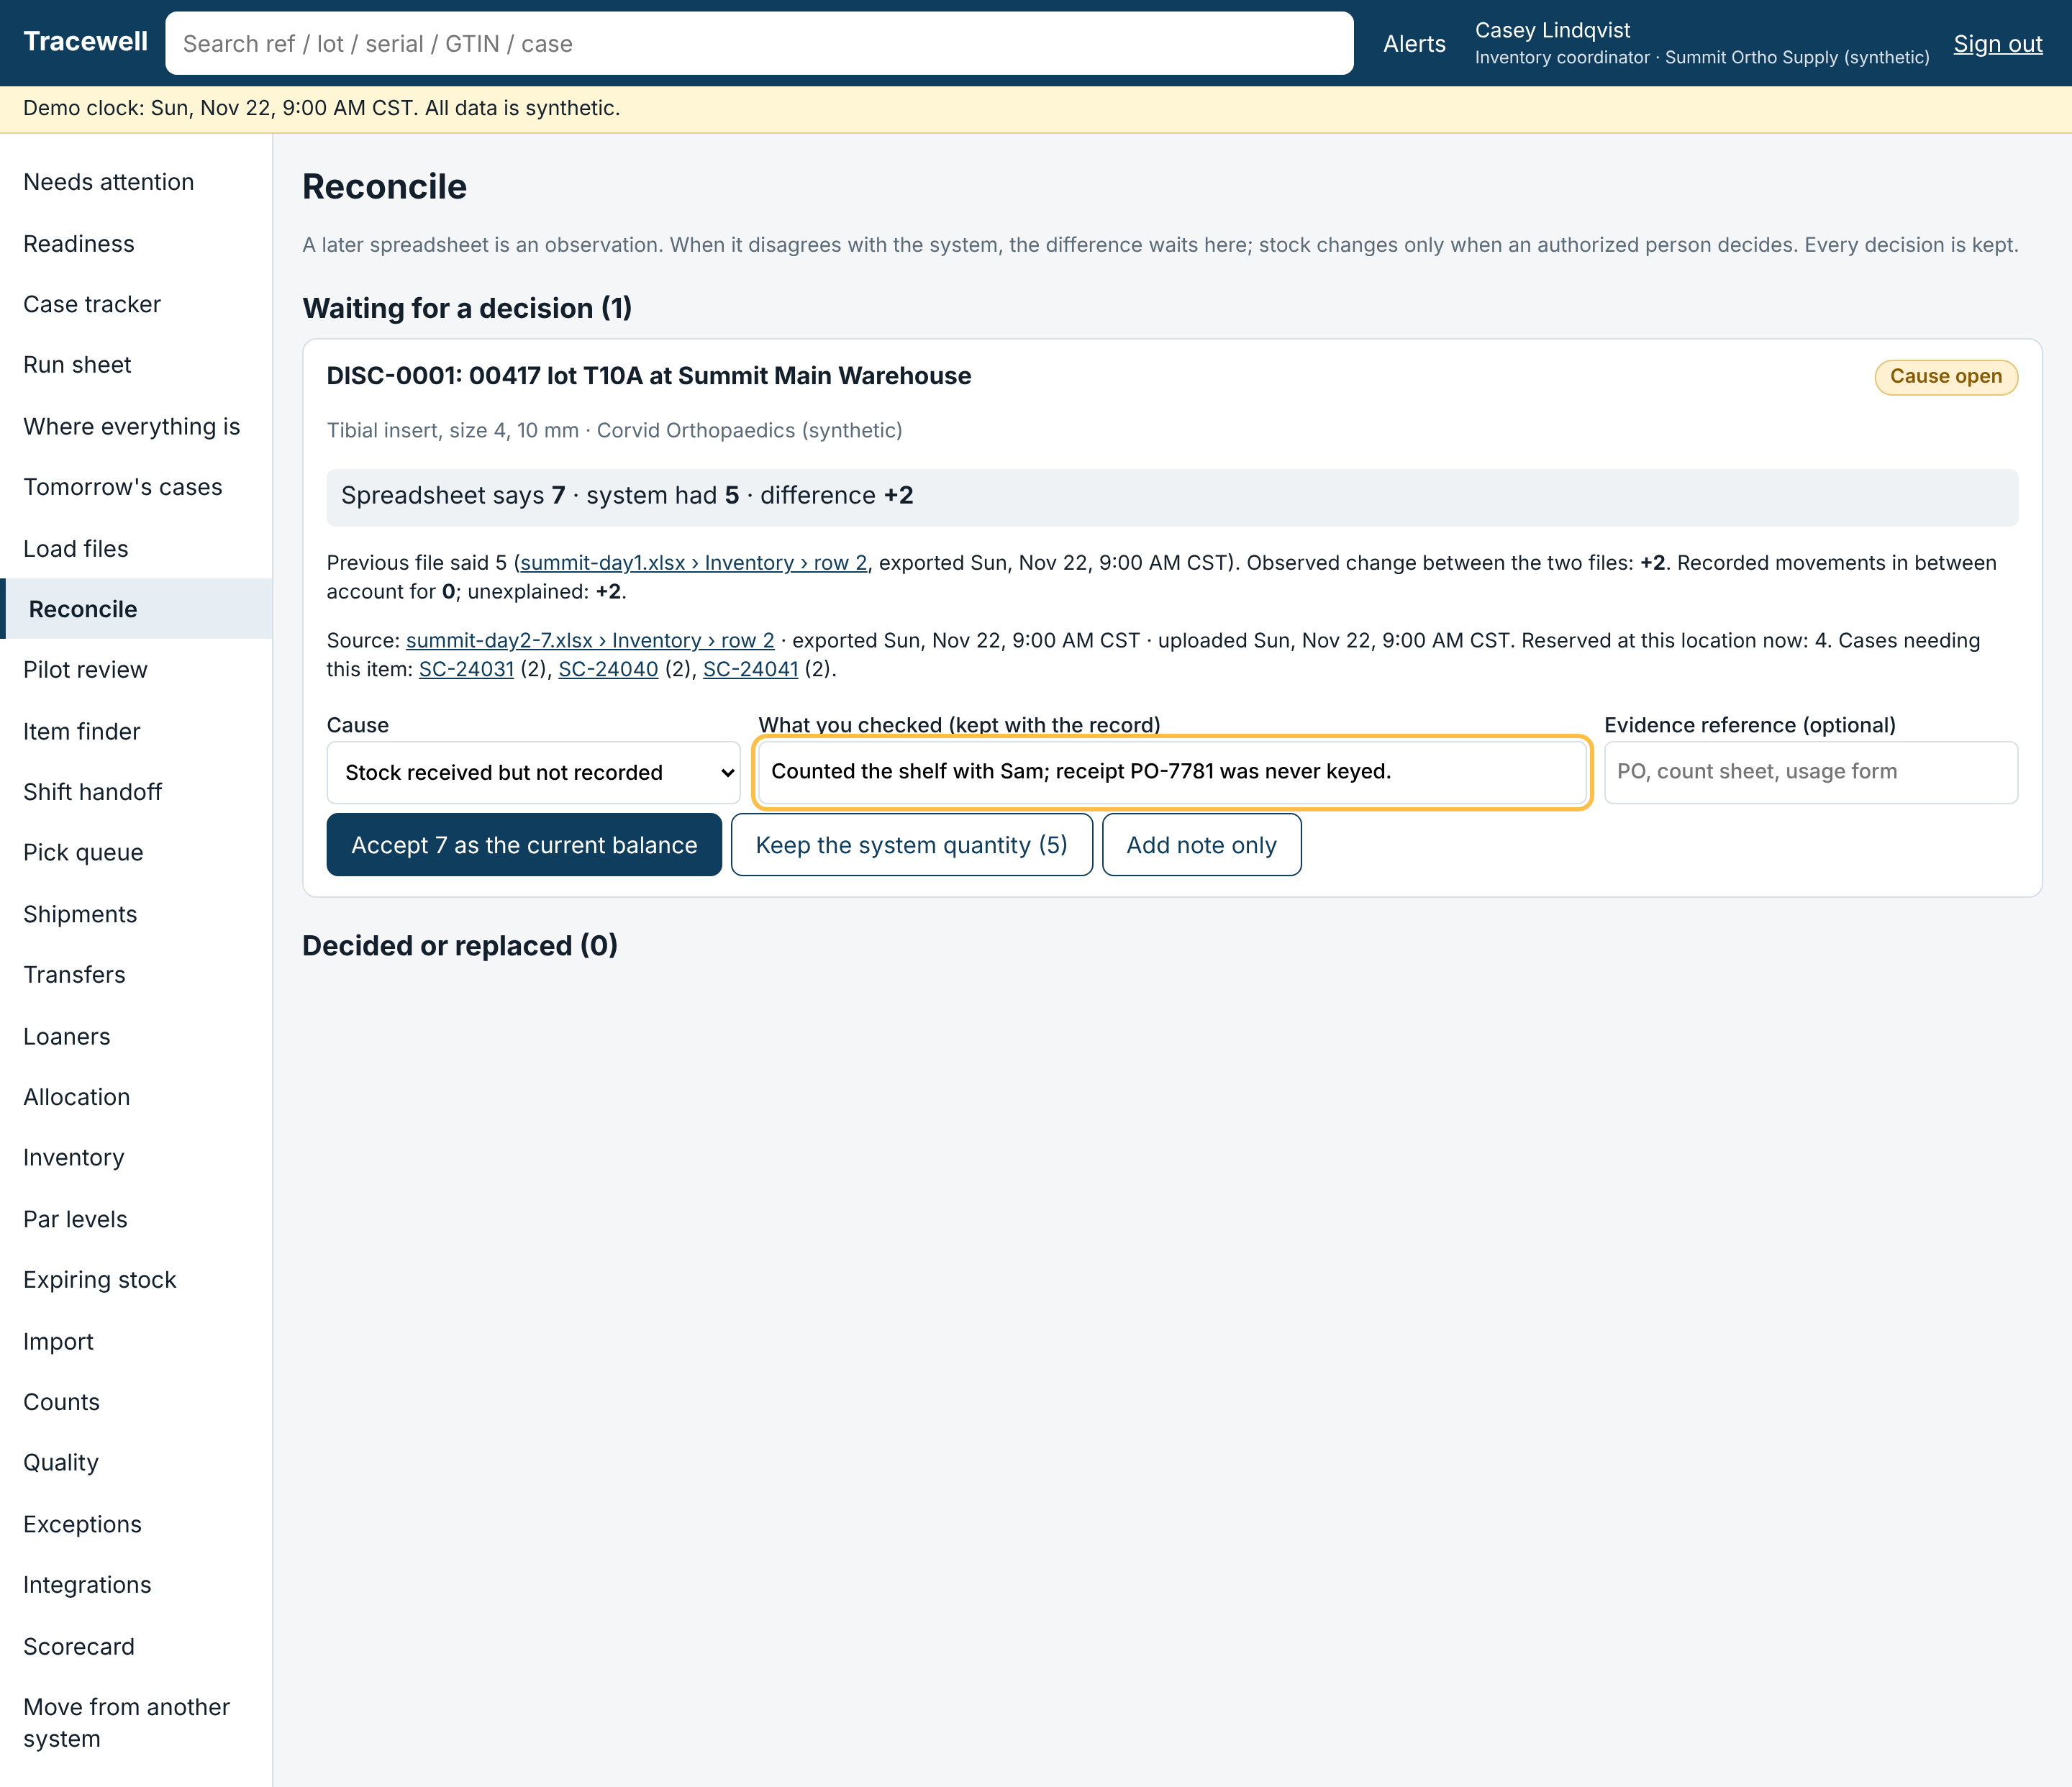 Tracewell
Search ref / lot / serial / GTIN / case
Alerts
Casey Lindqvist
Inventory coordinator · Summit Ortho Supply (synthetic)
Sign out
Demo clock: Sun, Nov 22, 9:00 AM CST. All data is synthetic.
Needs attention
Readiness
Case tracker
Run sheet
Where everything is
Tomorrow's cases
Load files
Reconcile
Pilot review
Item finder
Shift handoff
Pick queue
Shipments
Transfers
Loaners
Allocation
Inventory
Par levels
Expiring stock
Import
Counts
Quality
Exceptions
Integrations
Scorecard
Move from another
system
Reconcile
A later spreadsheet is an observation. When it disagrees with the system, the difference waits here; stock changes only when an authorized person decides. Every decision is kept.
Waiting for a decision (1)
DISC-0001: 00417 lot T10A at Summit Main Warehouse
Cause open
Tibial insert, size 4, 10 mm · Corvid Orthopaedics (synthetic)
Spreadsheet says 7 · system had 5 · difference +2
Previous file said 5 (summit-day1.xlsx › Inventory › row 2, exported Sun, Nov 22, 9:00 AM CST). Observed change between the two files: +2. Recorded movements in between
account for 0; unexplained: +2.
Source: summit-day2-7.xlsx › Inventory › row 2 · exported Sun, Nov 22, 9:00 AM CST · uploaded Sun, Nov 22, 9:00 AM CST. Reserved at this location now: 4. Cases needing
this item: SC-24031 (2), SC-24040 (2), SC-24041 (2).
Cause
What you checked (kept with the record)
Evidence reference (optional)
Stock received but not recorded
Counted the shelf with Sam; receipt PO-7781 was never keyed.
PO, count sheet, usage form
Accept 7 as the current balance
Keep the system quantity (5)
Add note only
Decided or replaced (0)